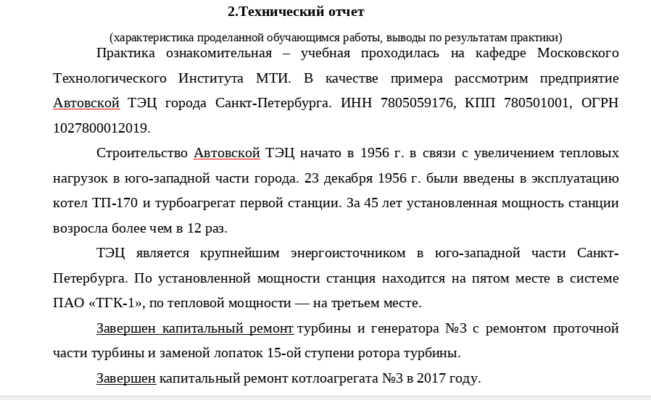 2.Технический отчет
(характеристика проделанной обучающимся работы, выводы по результатам практики)
Практика ознакомительная – учебная проходилась на кафедре Московского
Технологического Института МТИ. В качестве примера рассмотрим предприятие
Автовской ТЭЦ города Санкт-Петербурга. ИНН 7805059176, КПП 780501001, ОГРН
1027800012019.
Строительство Автовской ТЭЦ начато в 1956 г. в связи с увеличением тепловых
нагрузок в юго-западной части города. 23 декабря 1956 г. были введены в эксплуатацию
котел ТП-170 и турбоагрегат первой станции. За 45 лет установленная мощность станции
возросла более чем в 12 раз.
ТЭЦ является крупнейшим энергоисточником в юго-западной части Санкт-
Петербурга. По установленной мощности станция находится на пятом месте в системе
ПАО «ТГК-1», по тепловой мощности — на третьем месте.
Завершен капитальный ремонт турбины и генератора №3 с ремонтом проточной
части турбины и заменой лопаток 15-ой ступени ротора турбины.
Завершен капитальный ремонт котлоагрегата №3 в 2017 году.